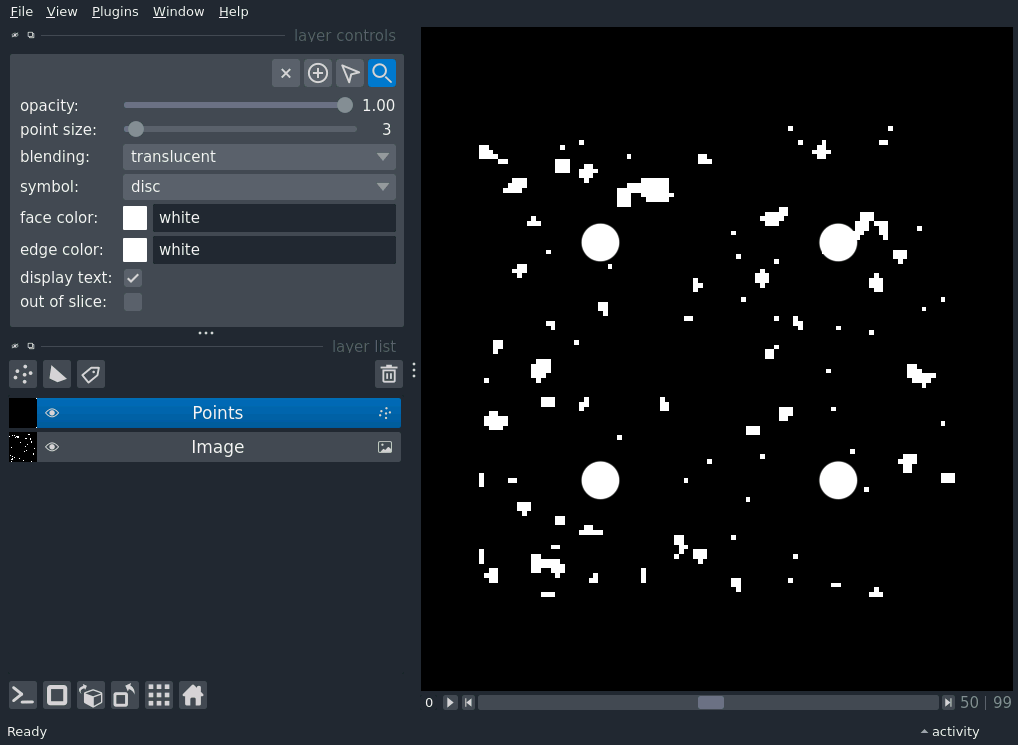 File View Plugins Window Help
layer controls
opacity: 1.00
point size: 3
blending: translucent
symbol: disc
face color: white
edge color: white
display text:
out of slice:
layer list
Points
Image
0 50 | 99
Ready activity